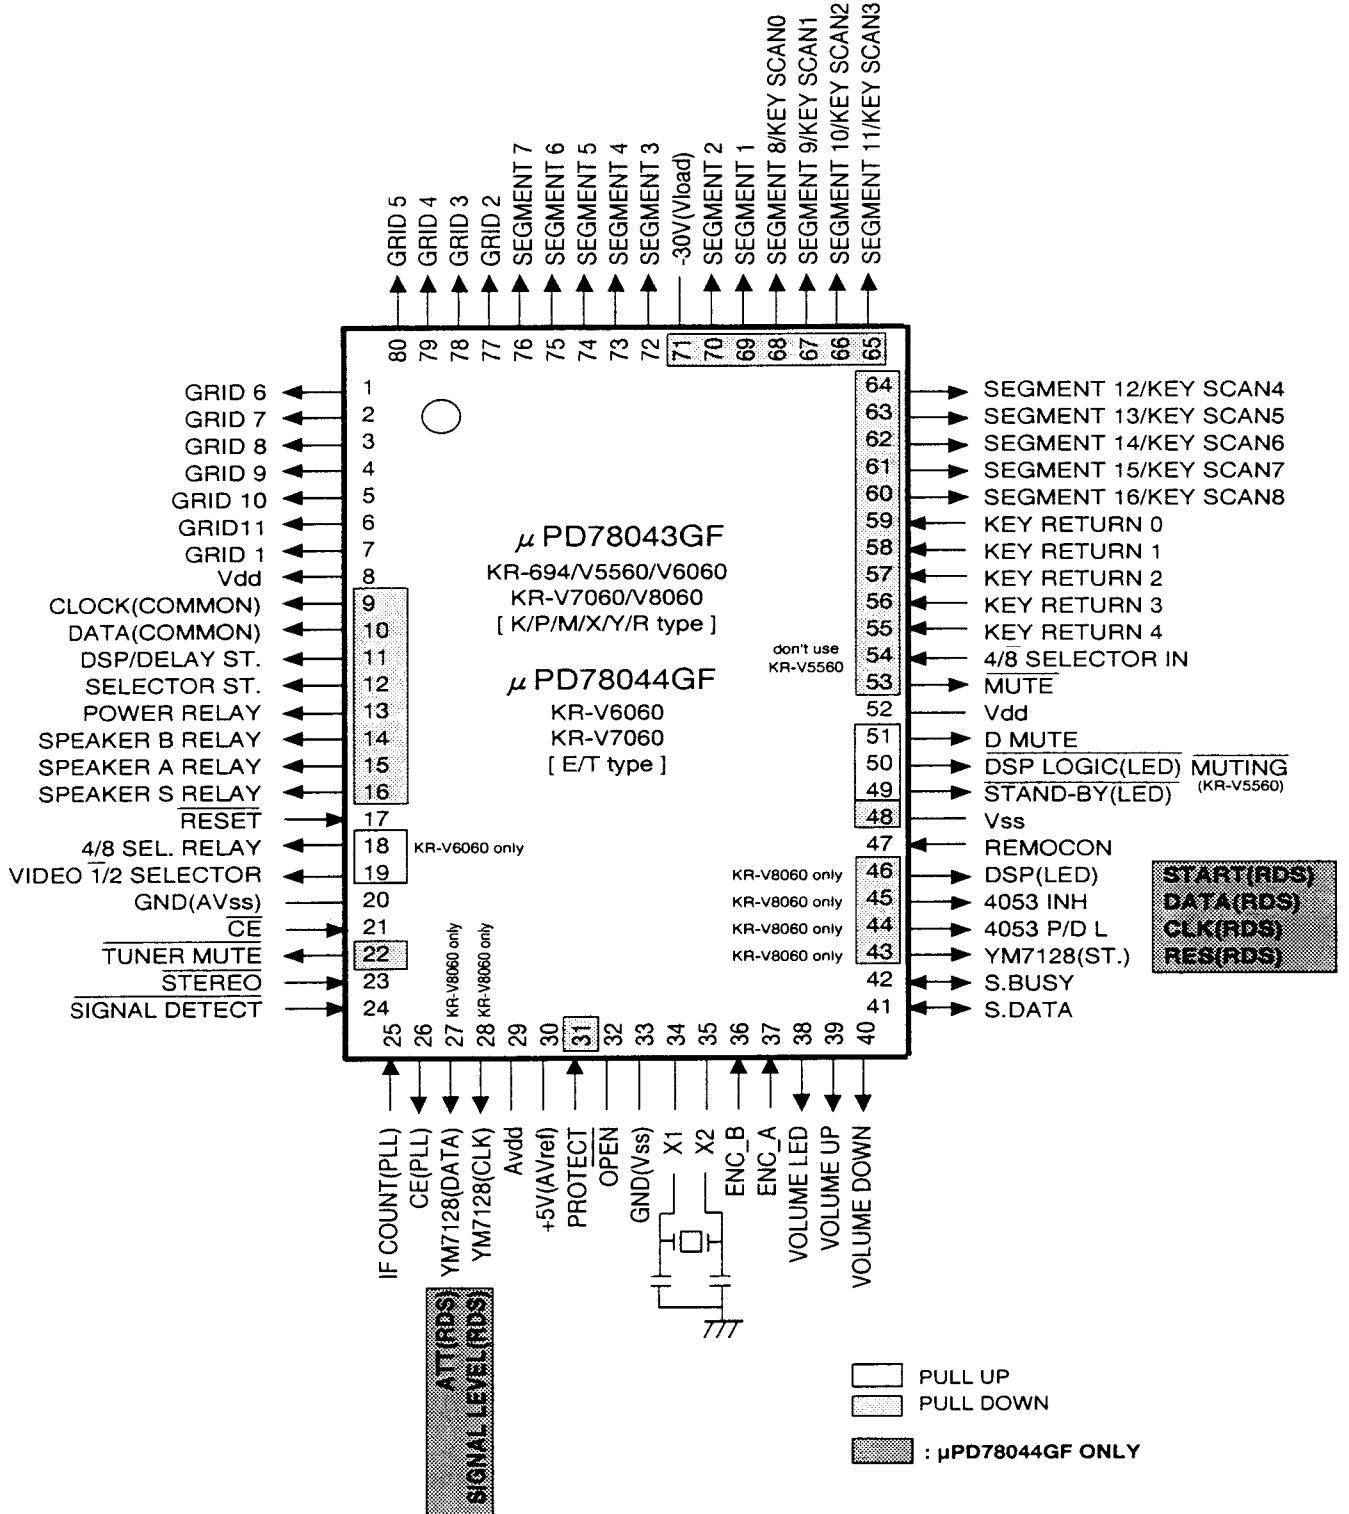 GRID 5
GRID 4
GRID 3
GRID 2
SEGMENT 7
SEGMENT 6
SEGMENT 5
SEGMENT 4
SEGMENT 3
-30V(Vload)
SEGMENT 2
SEGMENT 1
SEGMENT 8/KEY SCAN0
SEGMENT 9/KEY SCAN1
SEGMENT 10/KEY SCAN2
SEGMENT 11/KEY SCAN3
80 79 78 77 76 75 74 73 72 71 70 69 68 67 66 65
GRID 6 1
GRID 7 2
GRID 8 3
GRID 9 4
GRID 10 5
GRID11 6
GRID 1 7
Vdd 8
CLOCK(COMMON) 9
DATA(COMMON) 10
DSP/DELAY ST. 11
SELECTOR ST. 12
POWER RELAY 13
SPEAKER B RELAY 14
SPEAKER A RELAY 15
SPEAKER S RELAY 16
RESET 17
4/8 SEL. RELAY 18 KR-V6060 only
VIDEO 1/2 SELECTOR 19
GND(AVss) 20
CE 21
TUNER MUTE 22
STEREO 23
SIGNAL DETECT 24
μPD78043GF
KR-694/V5560/V6060
KR-V7060/V8060
[ K/P/M/X/Y/R type ]
μPD78044GF
KR-V6060
KR-V7060
[ E/T type ]
64 SEGMENT 12/KEY SCAN4
63 SEGMENT 13/KEY SCAN5
62 SEGMENT 14/KEY SCAN6
61 SEGMENT 15/KEY SCAN7
60 SEGMENT 16/KEY SCAN8
59 KEY RETURN 0
58 KEY RETURN 1
57 KEY RETURN 2
56 KEY RETURN 3
55 KEY RETURN 4
don't use
KR-V5560
54 4/8 SELECTOR IN
53 MUTE
52 Vdd
51 D MUTE
50 DSP LOGIC(LED) MUTING
(KR-V5560)
49 STAND-BY(LED)
48 Vss
47 REMOCON
KR-V8060 only 46 DSP(LED) START(RDS)
KR-V8060 only 45 4053 INH DATA(RDS)
KR-V8060 only 44 4053 P/D L CLK(RDS)
KR-V8060 only 43 YM7128(ST.) RES(RDS)
42 S.BUSY
41 S.DATA
KR-V8060 only
KR-V8060 only
25 26 27 28 29 30 31 32 33 34 35 36 37 38 39 40
IF COUNT(PLL)
CE(PLL)
YM7128(DATA)
YM7128(CLK)
Avdd
+5V(AVref)
PROTECT
OPEN
GND(Vss)
X1
X2
ENC_B
ENC_A
VOLUME LED
VOLUME UP
VOLUME DOWN
ATT(RDS)
SIGNAL LEVEL(RDS)
PULL UP
PULL DOWN
: μPD78044GF ONLY